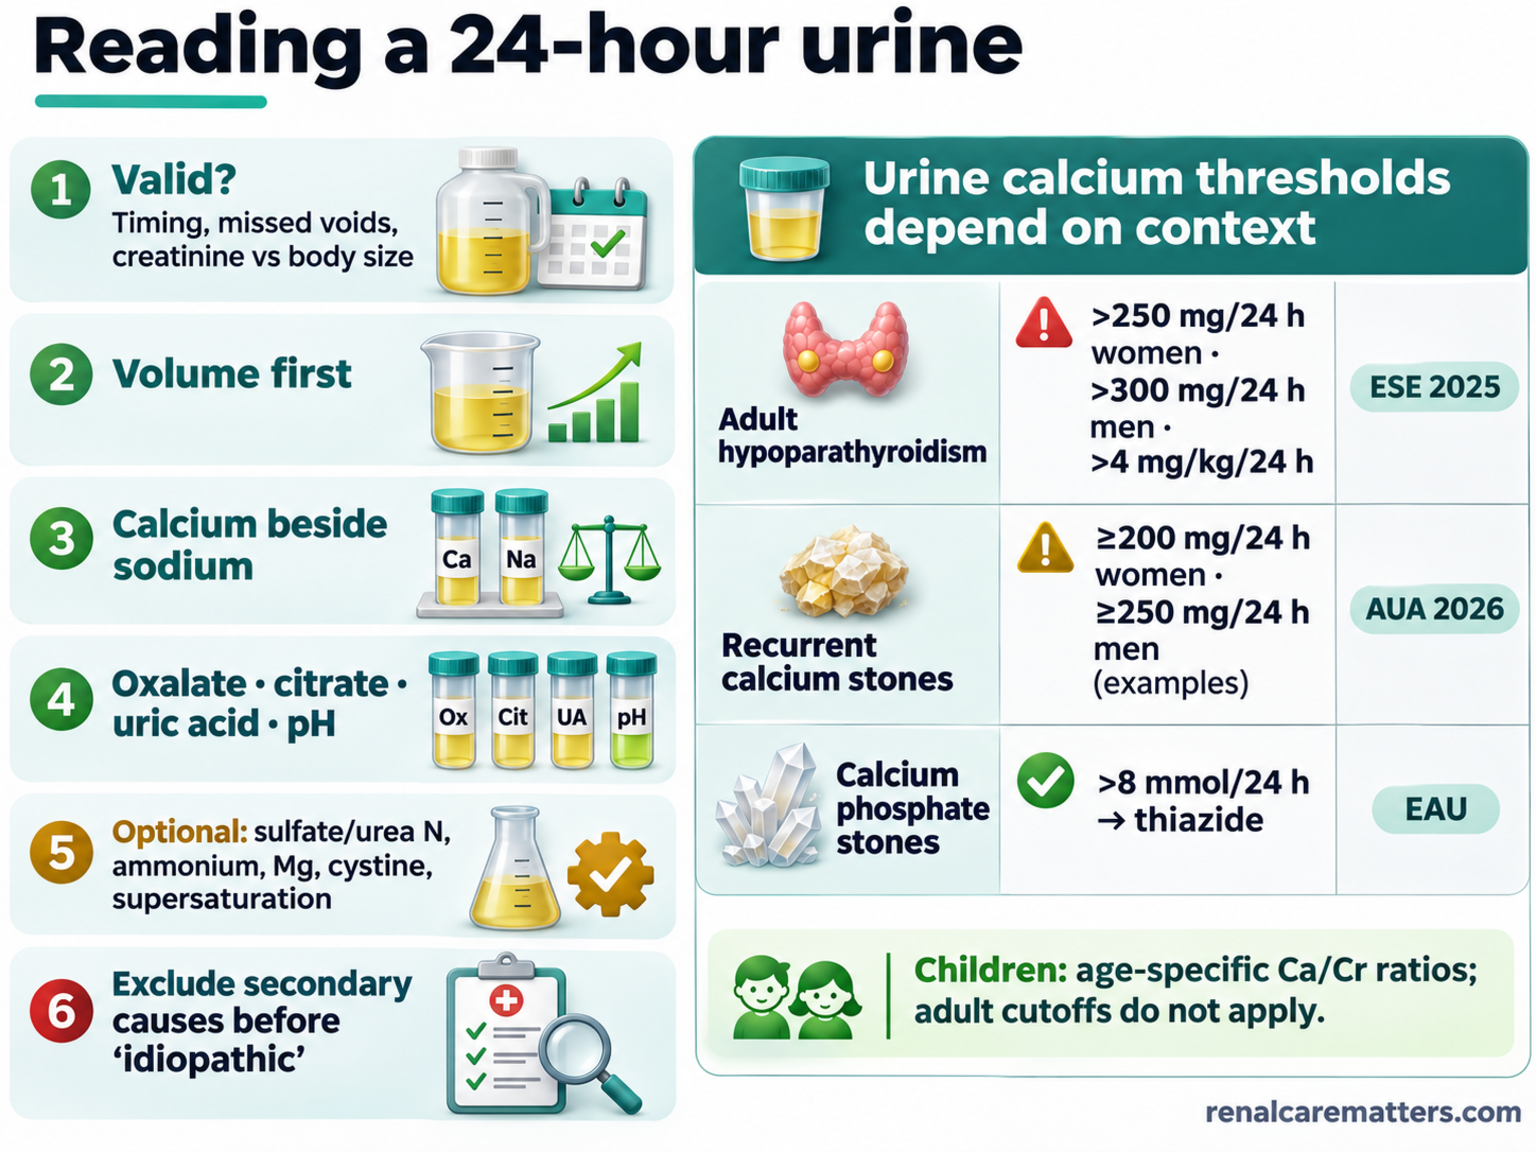 Reading a 24-hour urine
1
Valid?
Timing, missed voids,
creatinine vs body size
2
Volume first
3
Calcium beside
sodium
Ca
Na
4
Oxalate · citrate ·
uric acid · pH
Ox
Cit
UA
pH
5
Optional: sulfate/urea N,
ammonium, Mg, cystine,
supersaturation
6
Exclude secondary
causes before
‘idiopathic’
Urine calcium thresholds
depend on context
Adult
hypoparathyroidism
>250 mg/24 h
women ·
>300 mg/24 h
men ·
>4 mg/kg/24 h
ESE 2025
Recurrent
calcium stones
≥200 mg/24 h
women ·
≥250 mg/24 h
men
(examples)
AUA 2026
Calcium
phosphate
stones
>8 mmol/24 h
→ thiazide
EAU
Children: age-specific Ca/Cr ratios;
adult cutoffs do not apply.
renalcarematters.com